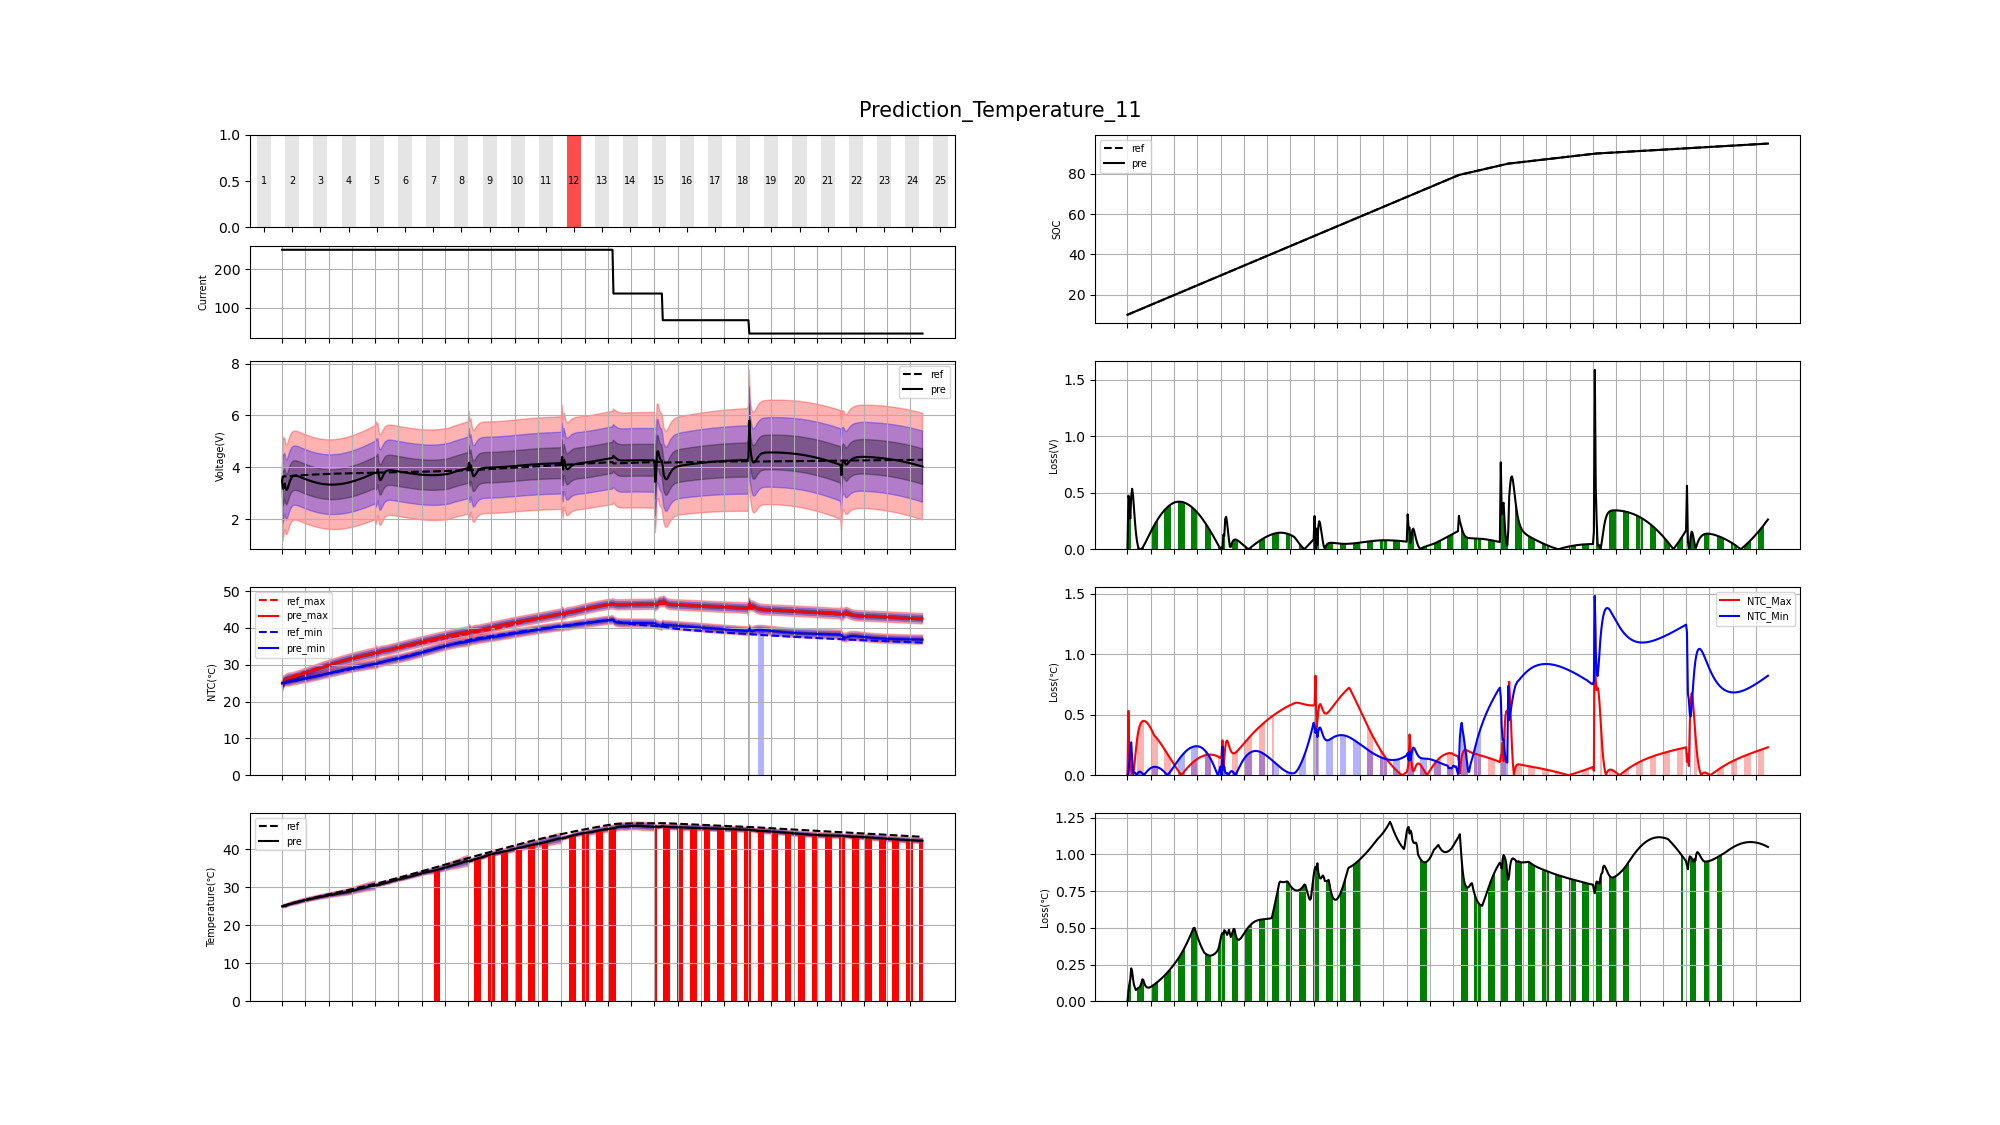 Prediction_Temperature_11
1.0
0.5
0.0
1 2 3 4 5 6 7 8 9 10 11 12 13 14 15 16 17 18 19 20 21 22 23 24 25
Current
200
100
Voltage(V)
8
6
4
2
ref
pre
NTC(℃)
50
40
30
20
10
0
ref_max
pre_max
ref_min
pre_min
Temperature(℃)
40
30
20
10
0
ref
pre
SOC
80
60
40
20
ref
pre
Loss(V)
1.5
1.0
0.5
0.0
Loss(℃)
1.5
1.0
0.5
0.0
NTC_Max
NTC_Min
Loss(℃)
1.25
1.00
0.75
0.50
0.25
0.00